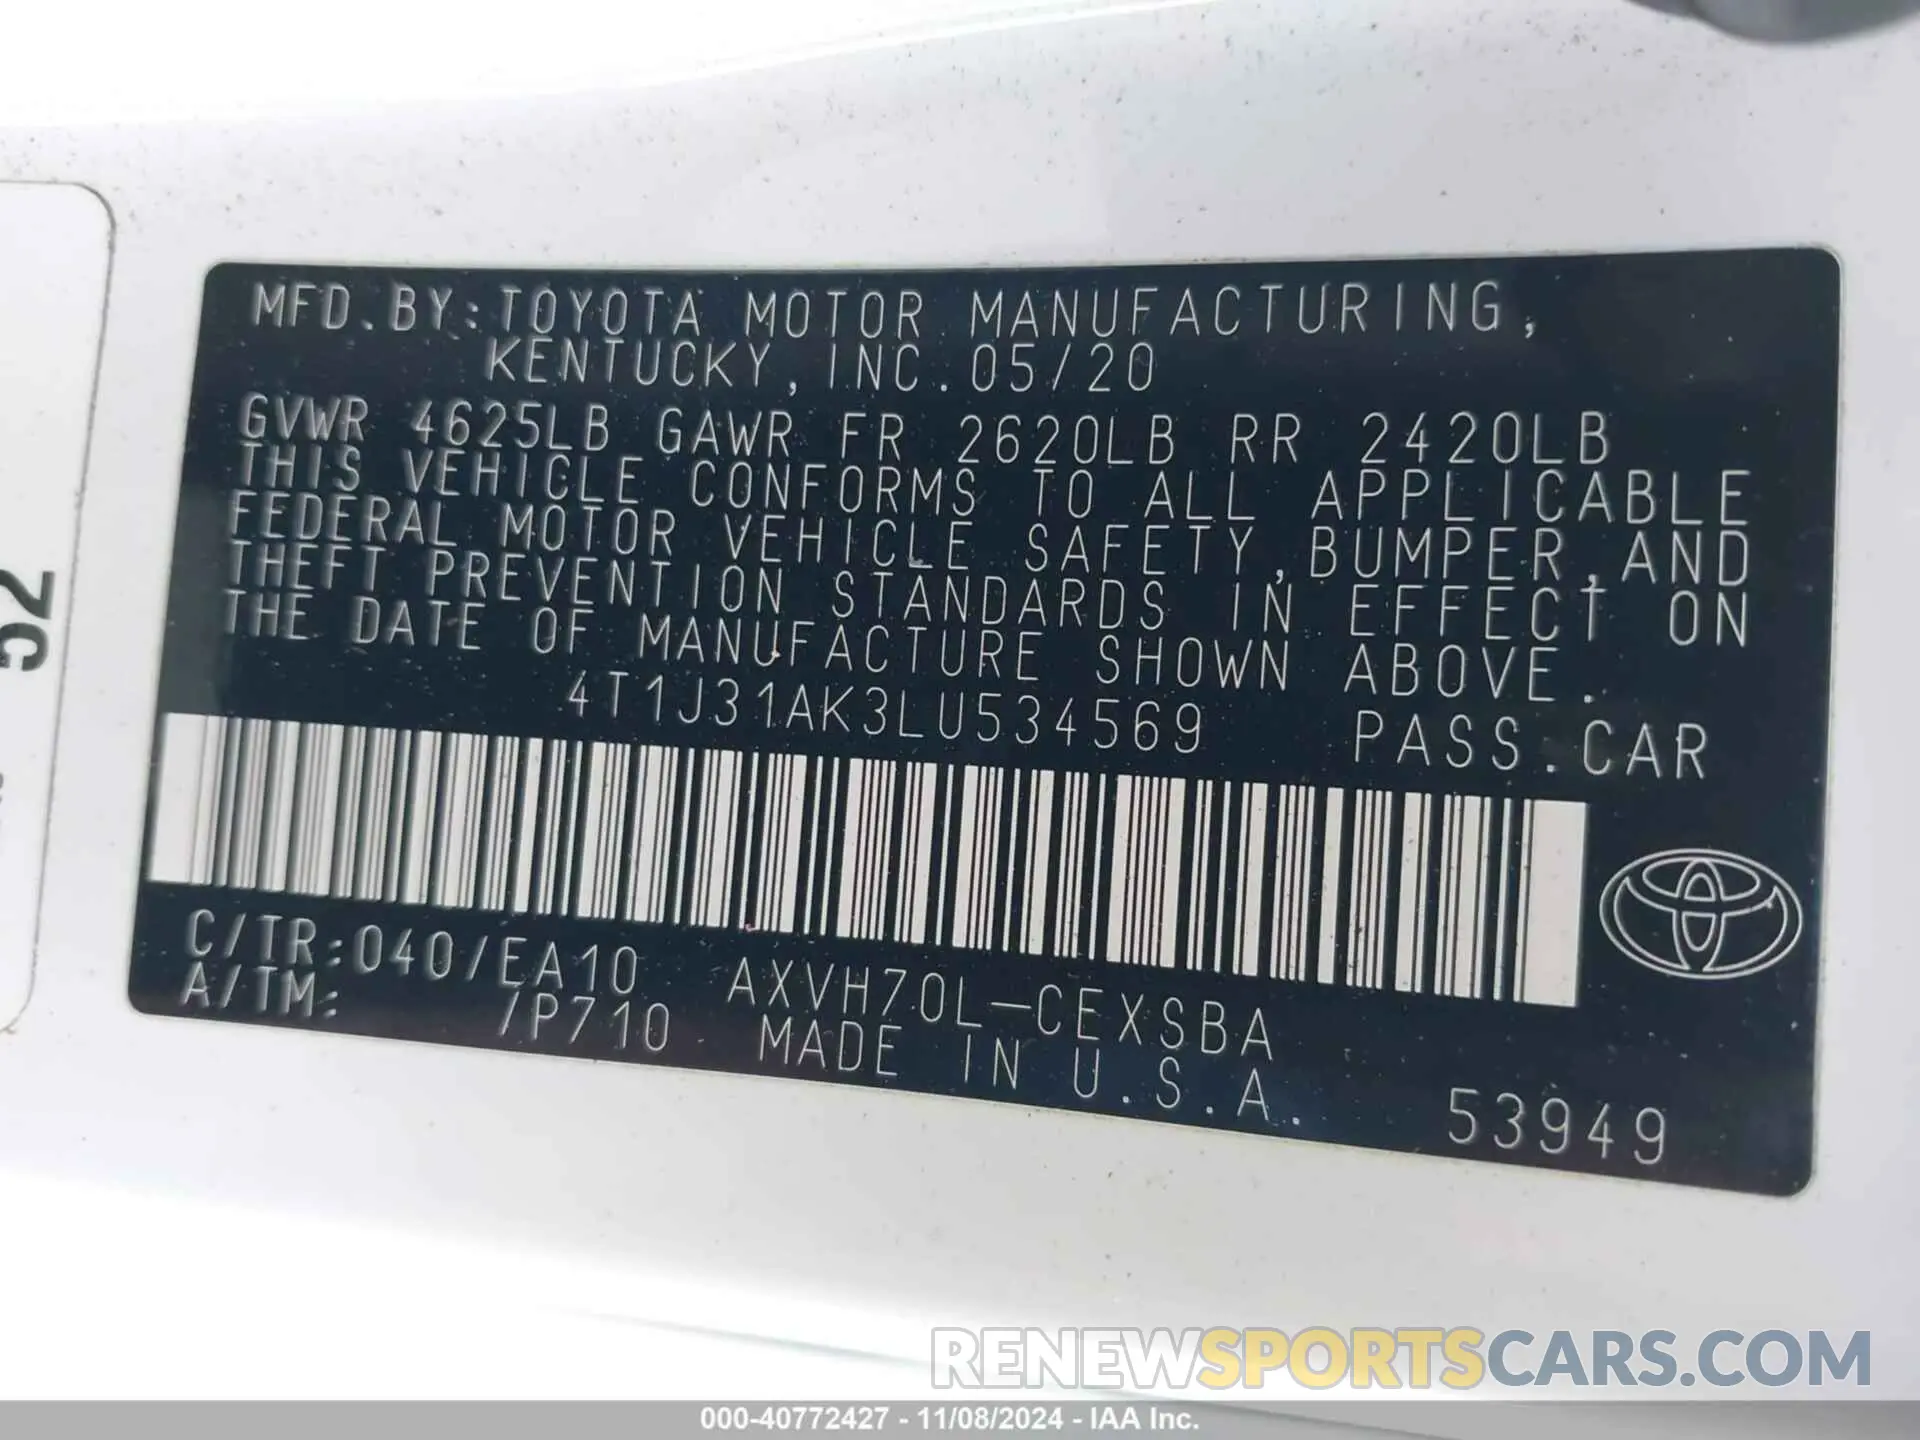 MFD.BY:TOYOTA MOTOR MANUFACTURING,
KENTUCKY,INC.05/20
GVWR 4625LB GAWR FR 2620LB RR 2420LB
THIS VEHICLE CONFORMS TO ALL APPLICABLE
FEDERAL MOTOR VEHICLE SAFETY,BUMPER,AND
THEFT PREVENTION STANDARDS IN EFFECT ON
THE DATE OF MANUFACTURE SHOWN ABOVE.
4T1J31AK3LU534569 PASS.CAR
C/TR:040/EA10 AXVH70L-CEXSBA
A/TM: /P710 MADE IN U.S.A.
53949
52
RENEWSPORTSCARS.COM
000-40772427 - 11/08/2024 - IAA Inc.